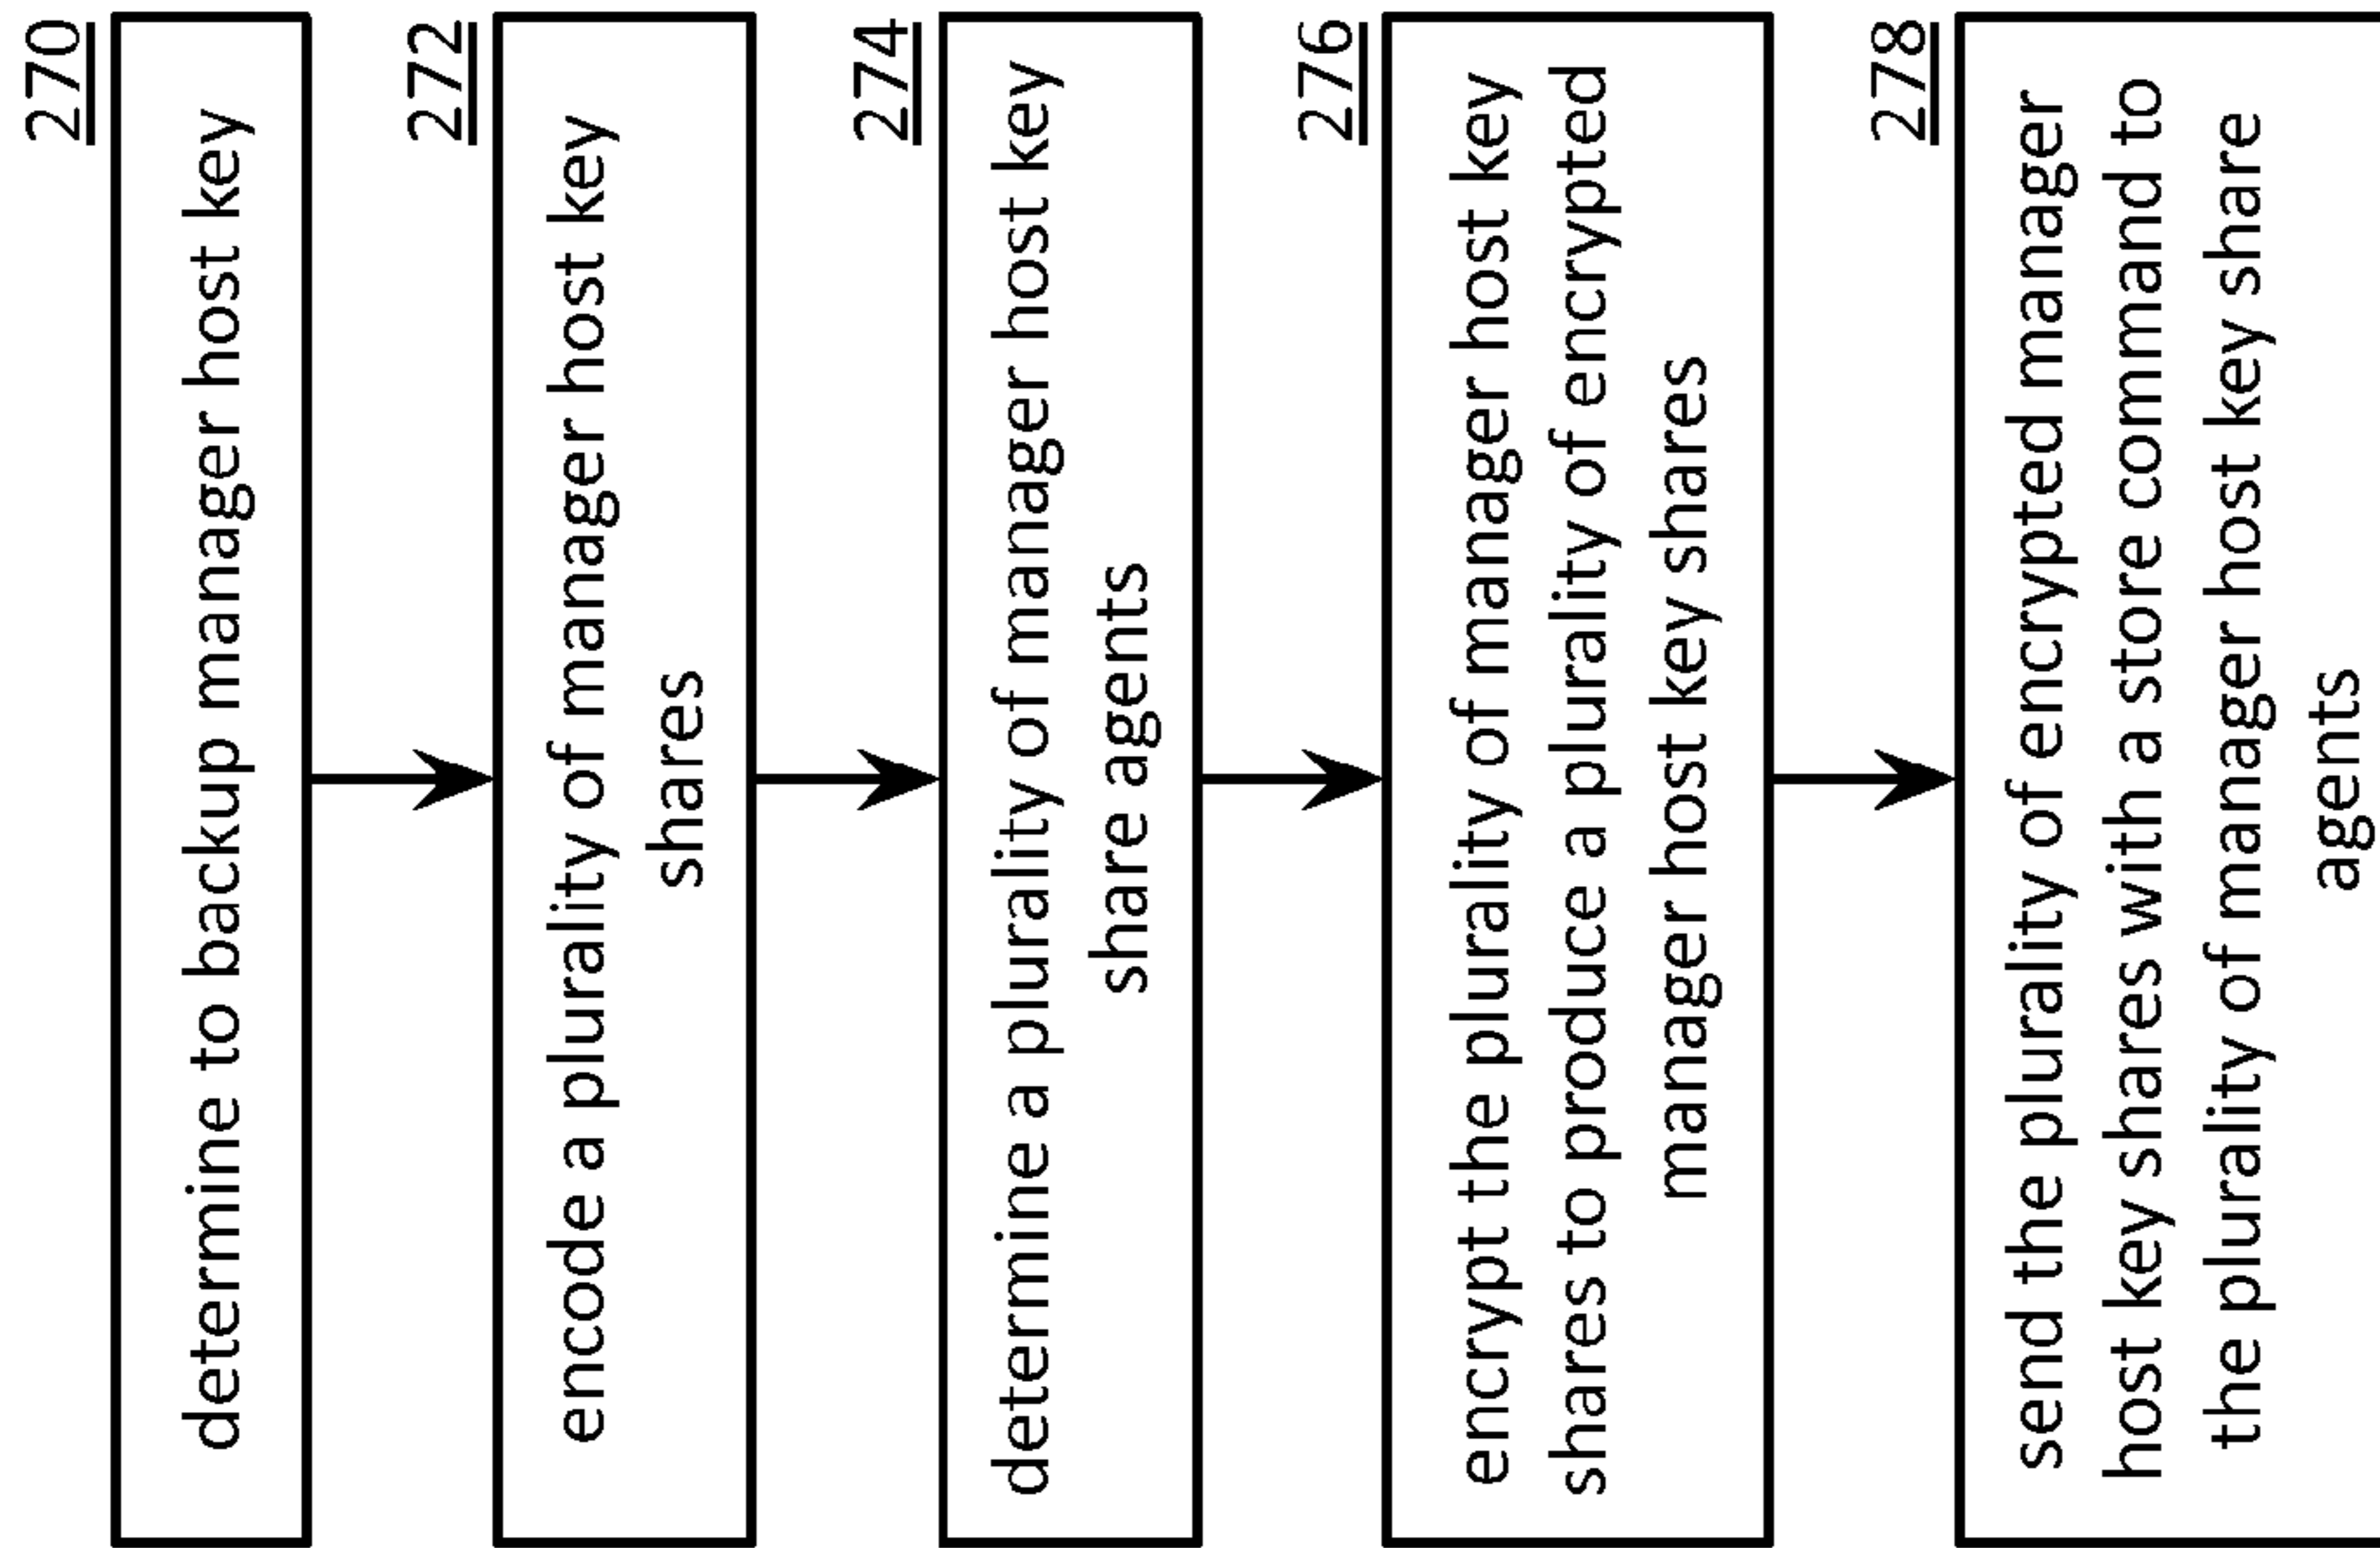 270
determine to backup manager host key
272
encode a plurality of manager host key
shares
274
determine a plurality of manager host key
share agents
276
encrypt the plurality of manager host key
shares to produce a plurality of encrypted
manager host key shares
278
send the plurality of encrypted manager
host key shares with a store command to
the plurality of manager host key share
agents